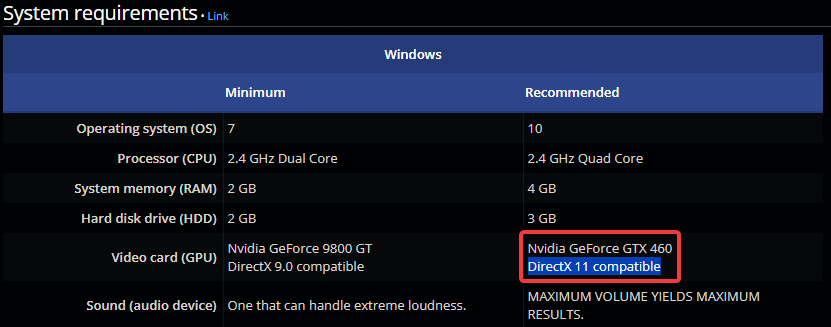 System requirements • Link
Windows
Minimum Recommended
Operating system (OS) 7 10
Processor (CPU) 2.4 GHz Dual Core 2.4 GHz Quad Core
System memory (RAM) 2 GB 4 GB
Hard disk drive (HDD) 2 GB 3 GB
Video card (GPU) Nvidia GeForce 9800 GT Nvidia GeForce GTX 460
DirectX 9.0 compatible DirectX 11 compatible
Sound (audio device) One that can handle extreme loudness. MAXIMUM VOLUME YIELDS MAXIMUM
RESULTS.